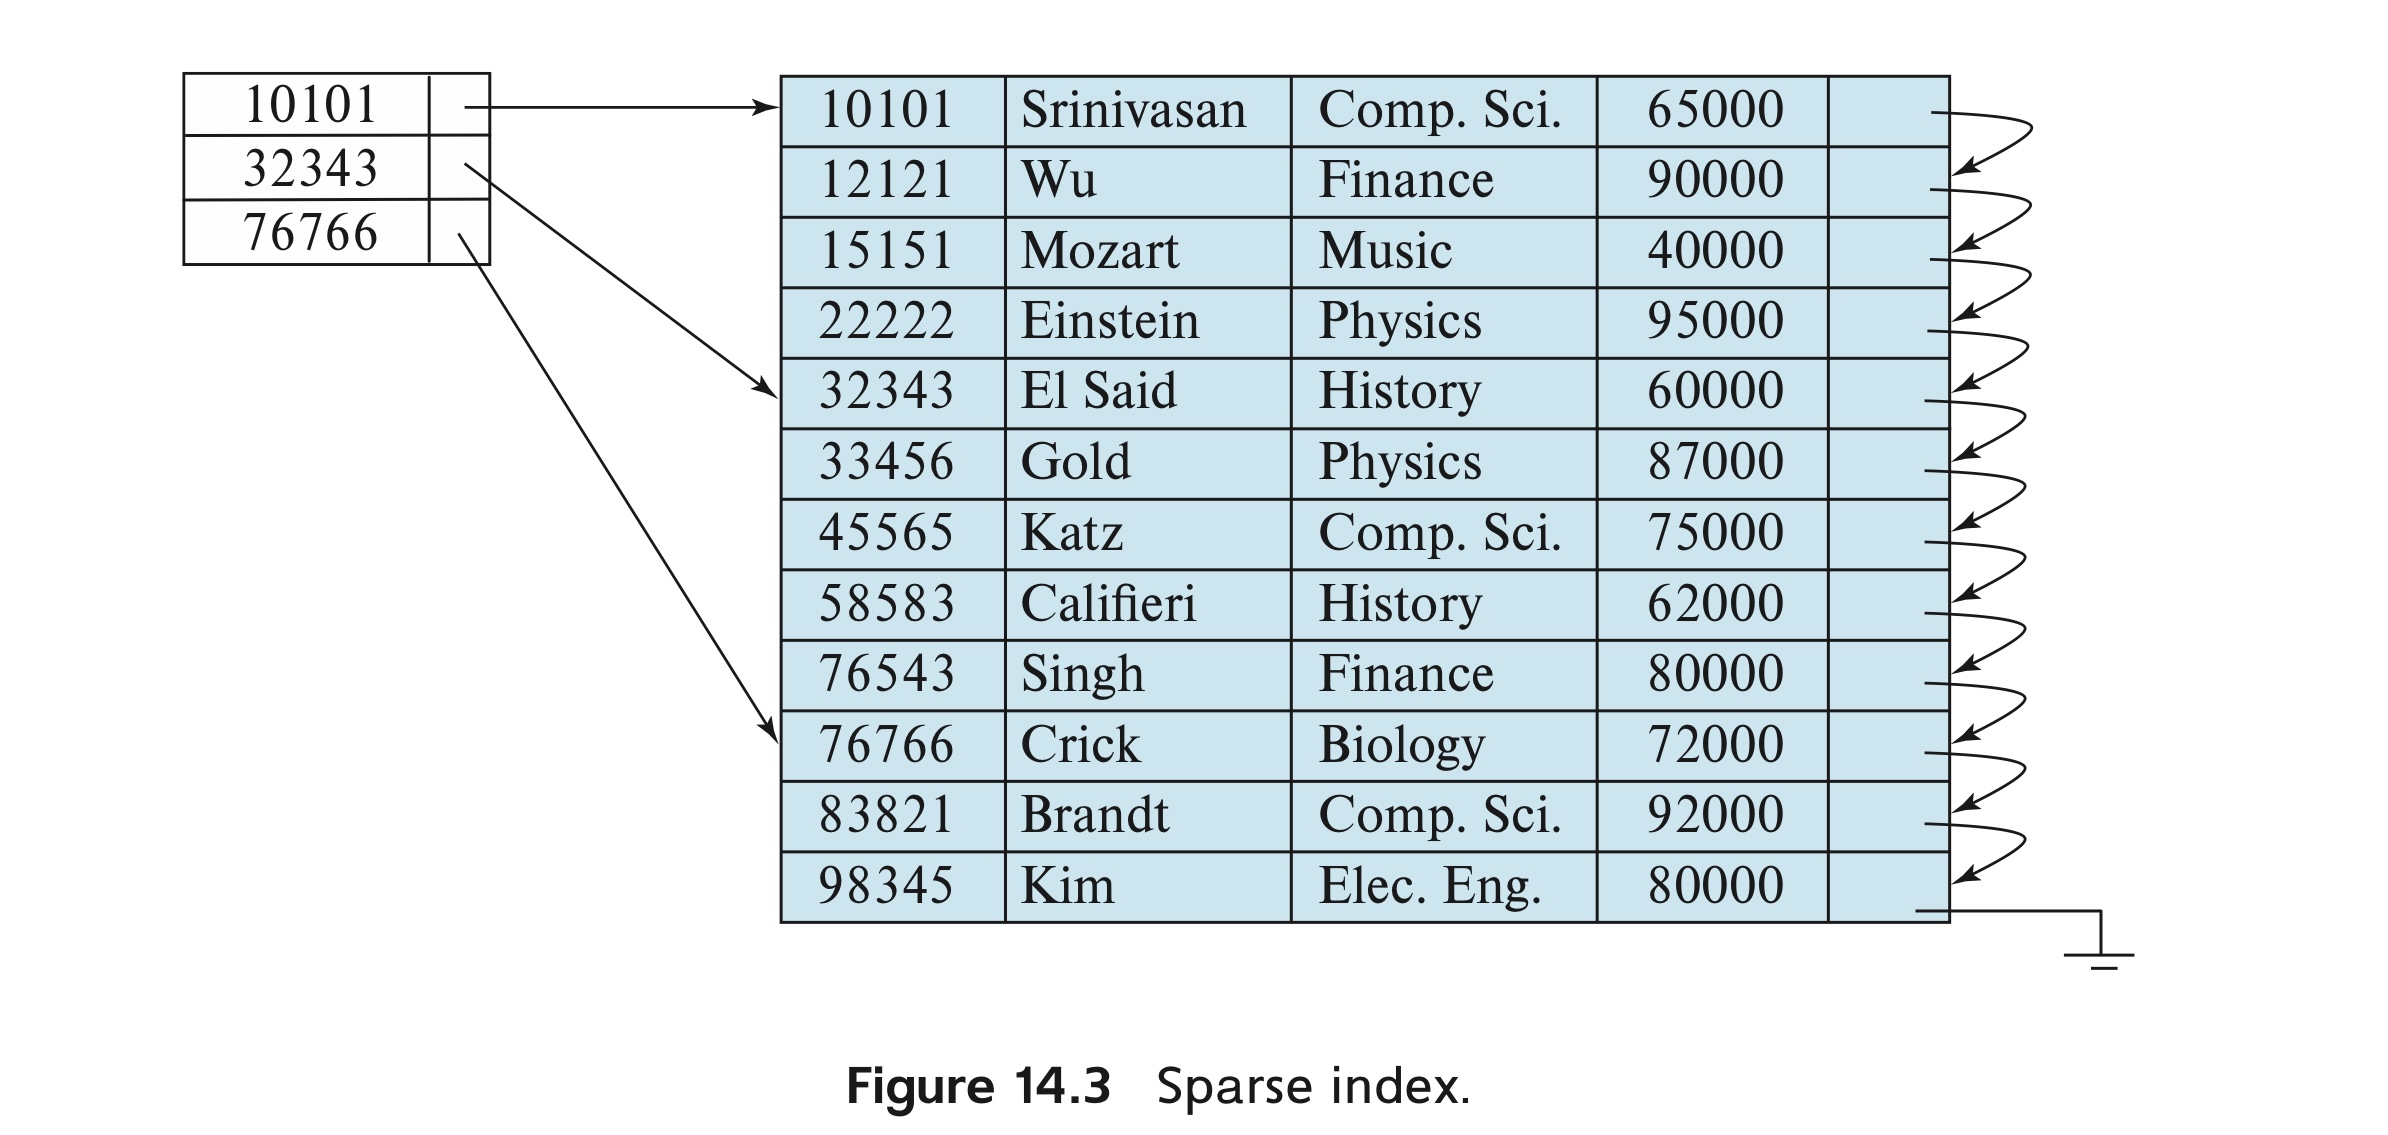 10101
32343
76766
10101 Srinivasan Comp. Sci. 65000
12121 Wu Finance 90000
15151 Mozart Music 40000
22222 Einstein Physics 95000
32343 El Said History 60000
33456 Gold Physics 87000
45565 Katz Comp. Sci. 75000
58583 Califieri History 62000
76543 Singh Finance 80000
76766 Crick Biology 72000
83821 Brandt Comp. Sci. 92000
98345 Kim Elec. Eng. 80000
Figure 14.3 Sparse index.